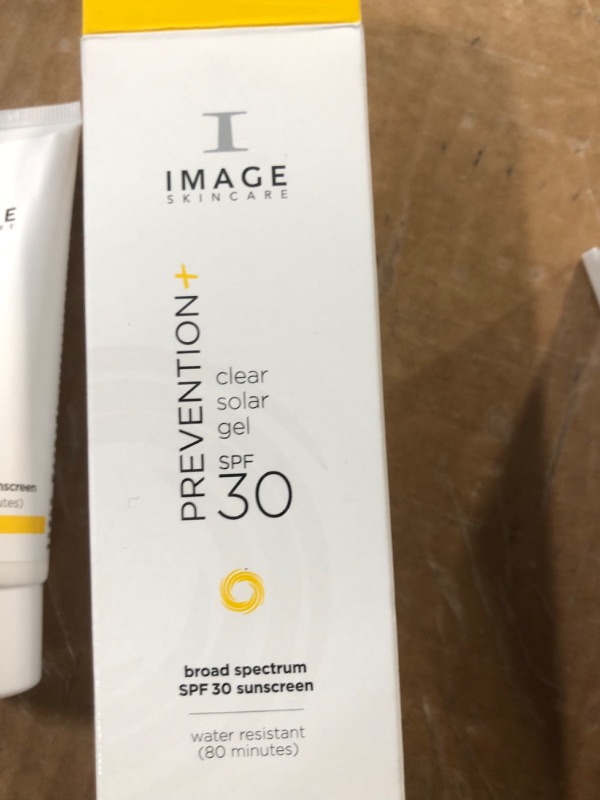 IMAGE
SKINCARE
PREVENTION+
clear
solar
gel
SPF
30
broad spectrum
SPF 30 sunscreen
water resistant
(80 minutes)
E